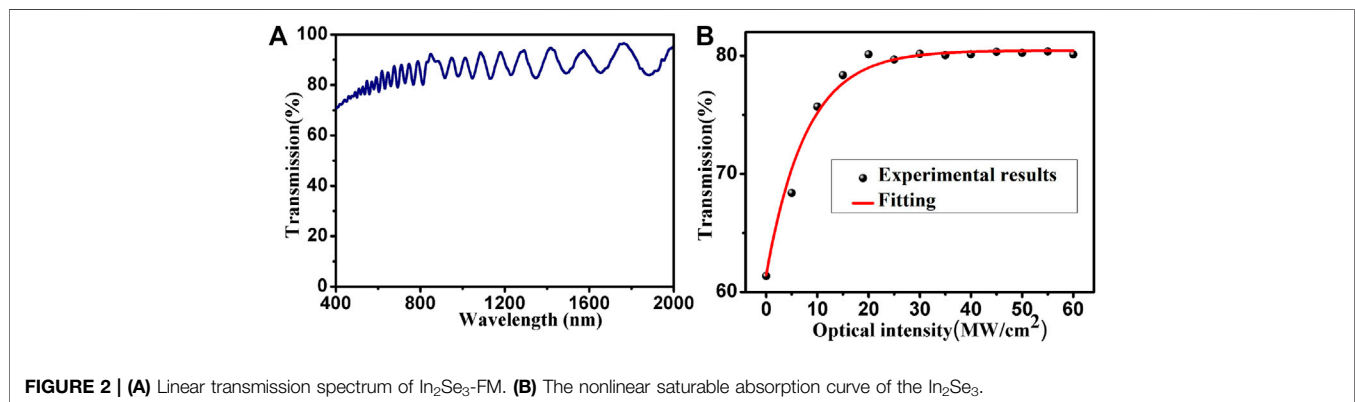 A
Transmission(%)
100
80
60
40
20
0
400
800
1200
1600
2000
Wavelength (nm)
B
Transmission(%)
80
70
60
Experimental results
Fitting
0
10
20
30
40
50
60
Optical intensity(MW/cm²)
FIGURE 2 | (A) Linear transmission spectrum of In₂Se₃-FM. (B) The nonlinear saturable absorption curve of the In₂Se₃.